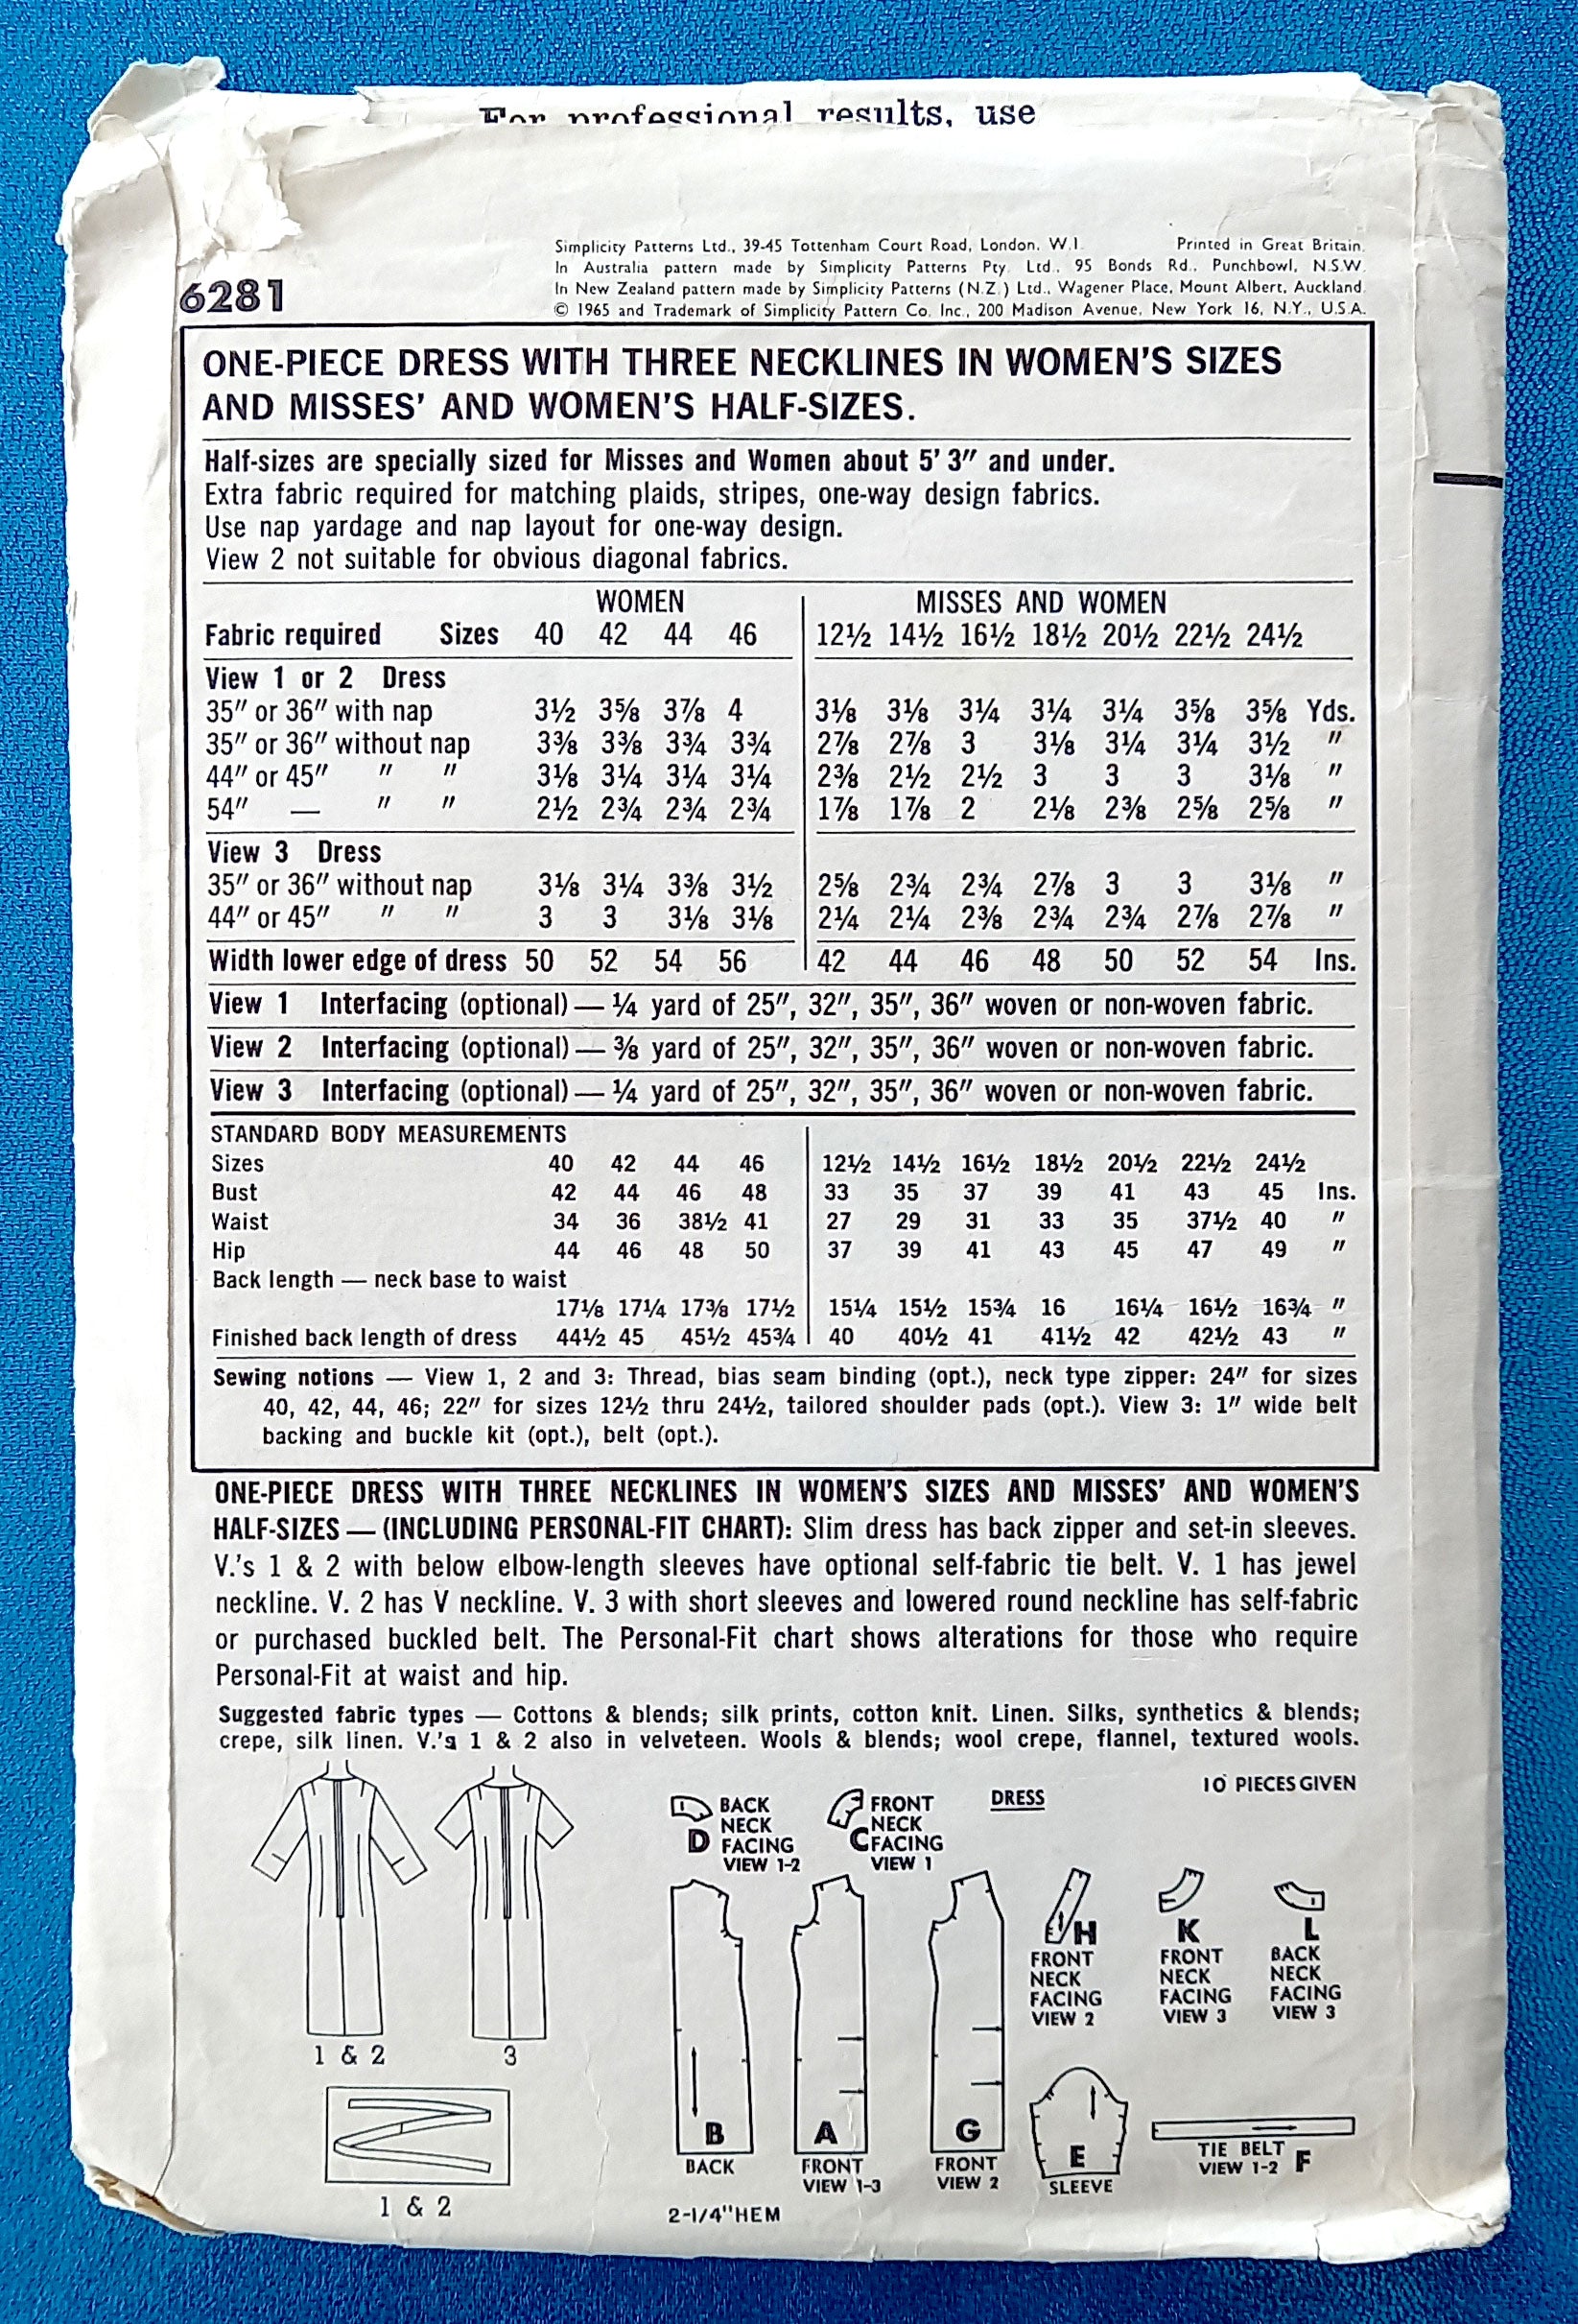 For professional results, use
Simplicity Patterns Ltd., 39-45 Tottenham Court Road, London. W.1. Printed in Great Britain.
In Australia pattern made by Simplicity Patterns Pty. Ltd., 95 Bonds Rd., Punchbowl, N.S.W.
In New Zealand pattern made by Simplicity Patterns (N.Z.) Ltd., Wagener Place, Mount Albert, Auckland.
© 1965 and Trademark of Simplicity Pattern Co. Inc., 200 Madison Avenue, New York 16, N.Y., U.S.A.
6281
ONE-PIECE DRESS WITH THREE NECKLINES IN WOMEN'S SIZES
AND MISSES' AND WOMEN'S HALF-SIZES.
Half-sizes are specially sized for Misses and Women about 5' 3" and under.
Extra fabric required for matching plaids, stripes, one-way design fabrics.
Use nap yardage and nap layout for one-way design.
View 2 not suitable for obvious diagonal fabrics.
WOMEN MISSES AND WOMEN
Fabric required Sizes 40 42 44 46 12½ 14½ 16½ 18½ 20½ 22½ 24½
View 1 or 2 Dress
35" or 36" with nap 3½ 3⅝ 3⅞ 4 3⅛ 3⅛ 3¼ 3¼ 3¼ 3⅝ 3⅝ Yds.
35" or 36" without nap 3⅜ 3⅜ 3¾ 3¾ 2⅞ 2⅞ 3 3⅛ 3¼ 3¼ 3½ "
44" or 45" " " 3⅛ 3¼ 3¼ 3¼ 2⅜ 2½ 2½ 3 3 3 3⅛ "
54" — " " 2½ 2¾ 2¾ 2¾ 1⅞ 1⅞ 2 2⅛ 2⅜ 2⅝ 2⅝ "
View 3 Dress
35" or 36" without nap 3⅛ 3¼ 3⅜ 3½ 2⅝ 2¾ 2¾ 2⅞ 3 3 3⅛ "
44" or 45" " " 3 3 3⅛ 3⅛ 2¼ 2¼ 2⅜ 2¾ 2¾ 2⅞ 2⅞ "
Width lower edge of dress 50 52 54 56 42 44 46 48 50 52 54 Ins.
View 1 Interfacing (optional) — ¼ yard of 25", 32", 35", 36" woven or non-woven fabric.
View 2 Interfacing (optional) — ⅜ yard of 25", 32", 35", 36" woven or non-woven fabric.
View 3 Interfacing (optional) — ¼ yard of 25", 32", 35", 36" woven or non-woven fabric.
STANDARD BODY MEASUREMENTS
Sizes 40 42 44 46 12½ 14½ 16½ 18½ 20½ 22½ 24½
Bust 42 44 46 48 33 35 37 39 41 43 45 Ins.
Waist 34 36 38½ 41 27 29 31 33 35 37½ 40 "
Hip 44 46 48 50 37 39 41 43 45 47 49 "
Back length — neck base to waist
17⅛ 17¼ 17⅜ 17½ 15¼ 15½ 15¾ 16 16¼ 16½ 16¾ "
Finished back length of dress 44½ 45 45½ 45¾ 40 40½ 41 41½ 42 42½ 43 "
Sewing notions — View 1, 2 and 3: Thread, bias seam binding (opt.), neck type zipper: 24" for sizes
40, 42, 44, 46; 22" for sizes 12½ thru 24½, tailored shoulder pads (opt.). View 3: 1" wide belt
backing and buckle kit (opt.), belt (opt.).
ONE-PIECE DRESS WITH THREE NECKLINES IN WOMEN'S SIZES AND MISSES' AND WOMEN'S
HALF-SIZES — (INCLUDING PERSONAL-FIT CHART): Slim dress has back zipper and set-in sleeves.
V.'s 1 & 2 with below elbow-length sleeves have optional self-fabric tie belt. V. 1 has jewel
neckline. V. 2 has V neckline. V. 3 with short sleeves and lowered round neckline has self-fabric
or purchased buckled belt. The Personal-Fit chart shows alterations for those who require
Personal-Fit at waist and hip.
Suggested fabric types — Cottons & blends; silk prints, cotton knit. Linen. Silks, synthetics & blends;
crepe, silk linen. V.'s 1 & 2 also in velveteen. Wools & blends; wool crepe, flannel, textured wools.
10 PIECES GIVEN
DRESS
D BACK
NECK
FACING
VIEW 1-2
C FRONT
NECK
FACING
VIEW 1
H
FRONT
NECK
FACING
VIEW 2
K
FRONT
NECK
FACING
VIEW 3
L
BACK
NECK
FACING
VIEW 3
1 & 2
3
B
BACK
A
FRONT
VIEW 1-3
G
FRONT
VIEW 2
E
SLEEVE
TIE BELT
VIEW 1-2 F
1 & 2
2-1/4" HEM